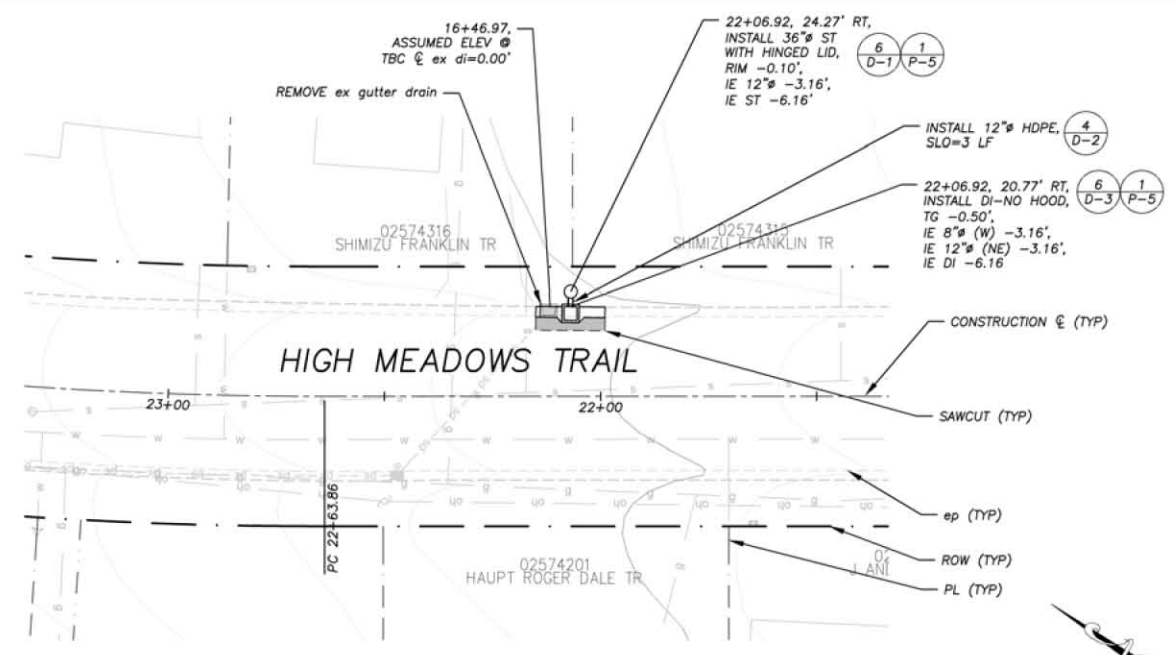 16+46.97,
ASSUMED ELEV @
TBC ℄ ex di=0.00'
REMOVE ex gutter drain
22+06.92, 24.27' RT,
INSTALL 36"ø ST
WITH HINGED LID,
RIM -0.10',
IE 12"ø -3.16',
IE ST -6.16'
6
D-1
1
P-5
INSTALL 12"ø HDPE,
SLO=3 LF
4
D-2
22+06.92, 20.77' RT,
INSTALL DI-NO HOOD,
TG -0.50',
IE 8"ø (W) -3.16',
IE 12"ø (NE) -3.16',
IE DI -6.16
6
D-3
1
P-5
02574316
SHIMIZU FRANKLIN TR
02574315
SHIMIZU FRANKLIN TR
CONSTRUCTION ℄ (TYP)
HIGH MEADOWS TRAIL
23+00
22+00
SAWCUT (TYP)
PC 22-63.86
ep (TYP)
ROW (TYP)
PL (TYP)
02574201
HAUPT ROGER DALE TR